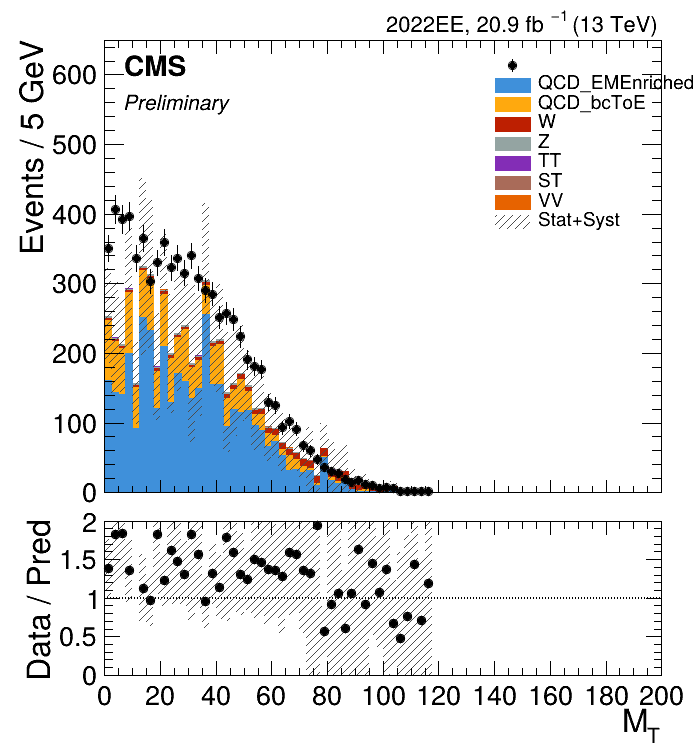 2022EE, 20.9 fb⁻¹ (13 TeV)
CMS
Preliminary
QCD_EMEnriched
QCD_bcToE
W
Z
TT
ST
VV
Stat+Syst
Events / 5 GeV
600
500
400
300
200
100
0
Data / Pred
2
1.5
1
0.5
0
0 20 40 60 80 100 120 140 160 180 200
M_T